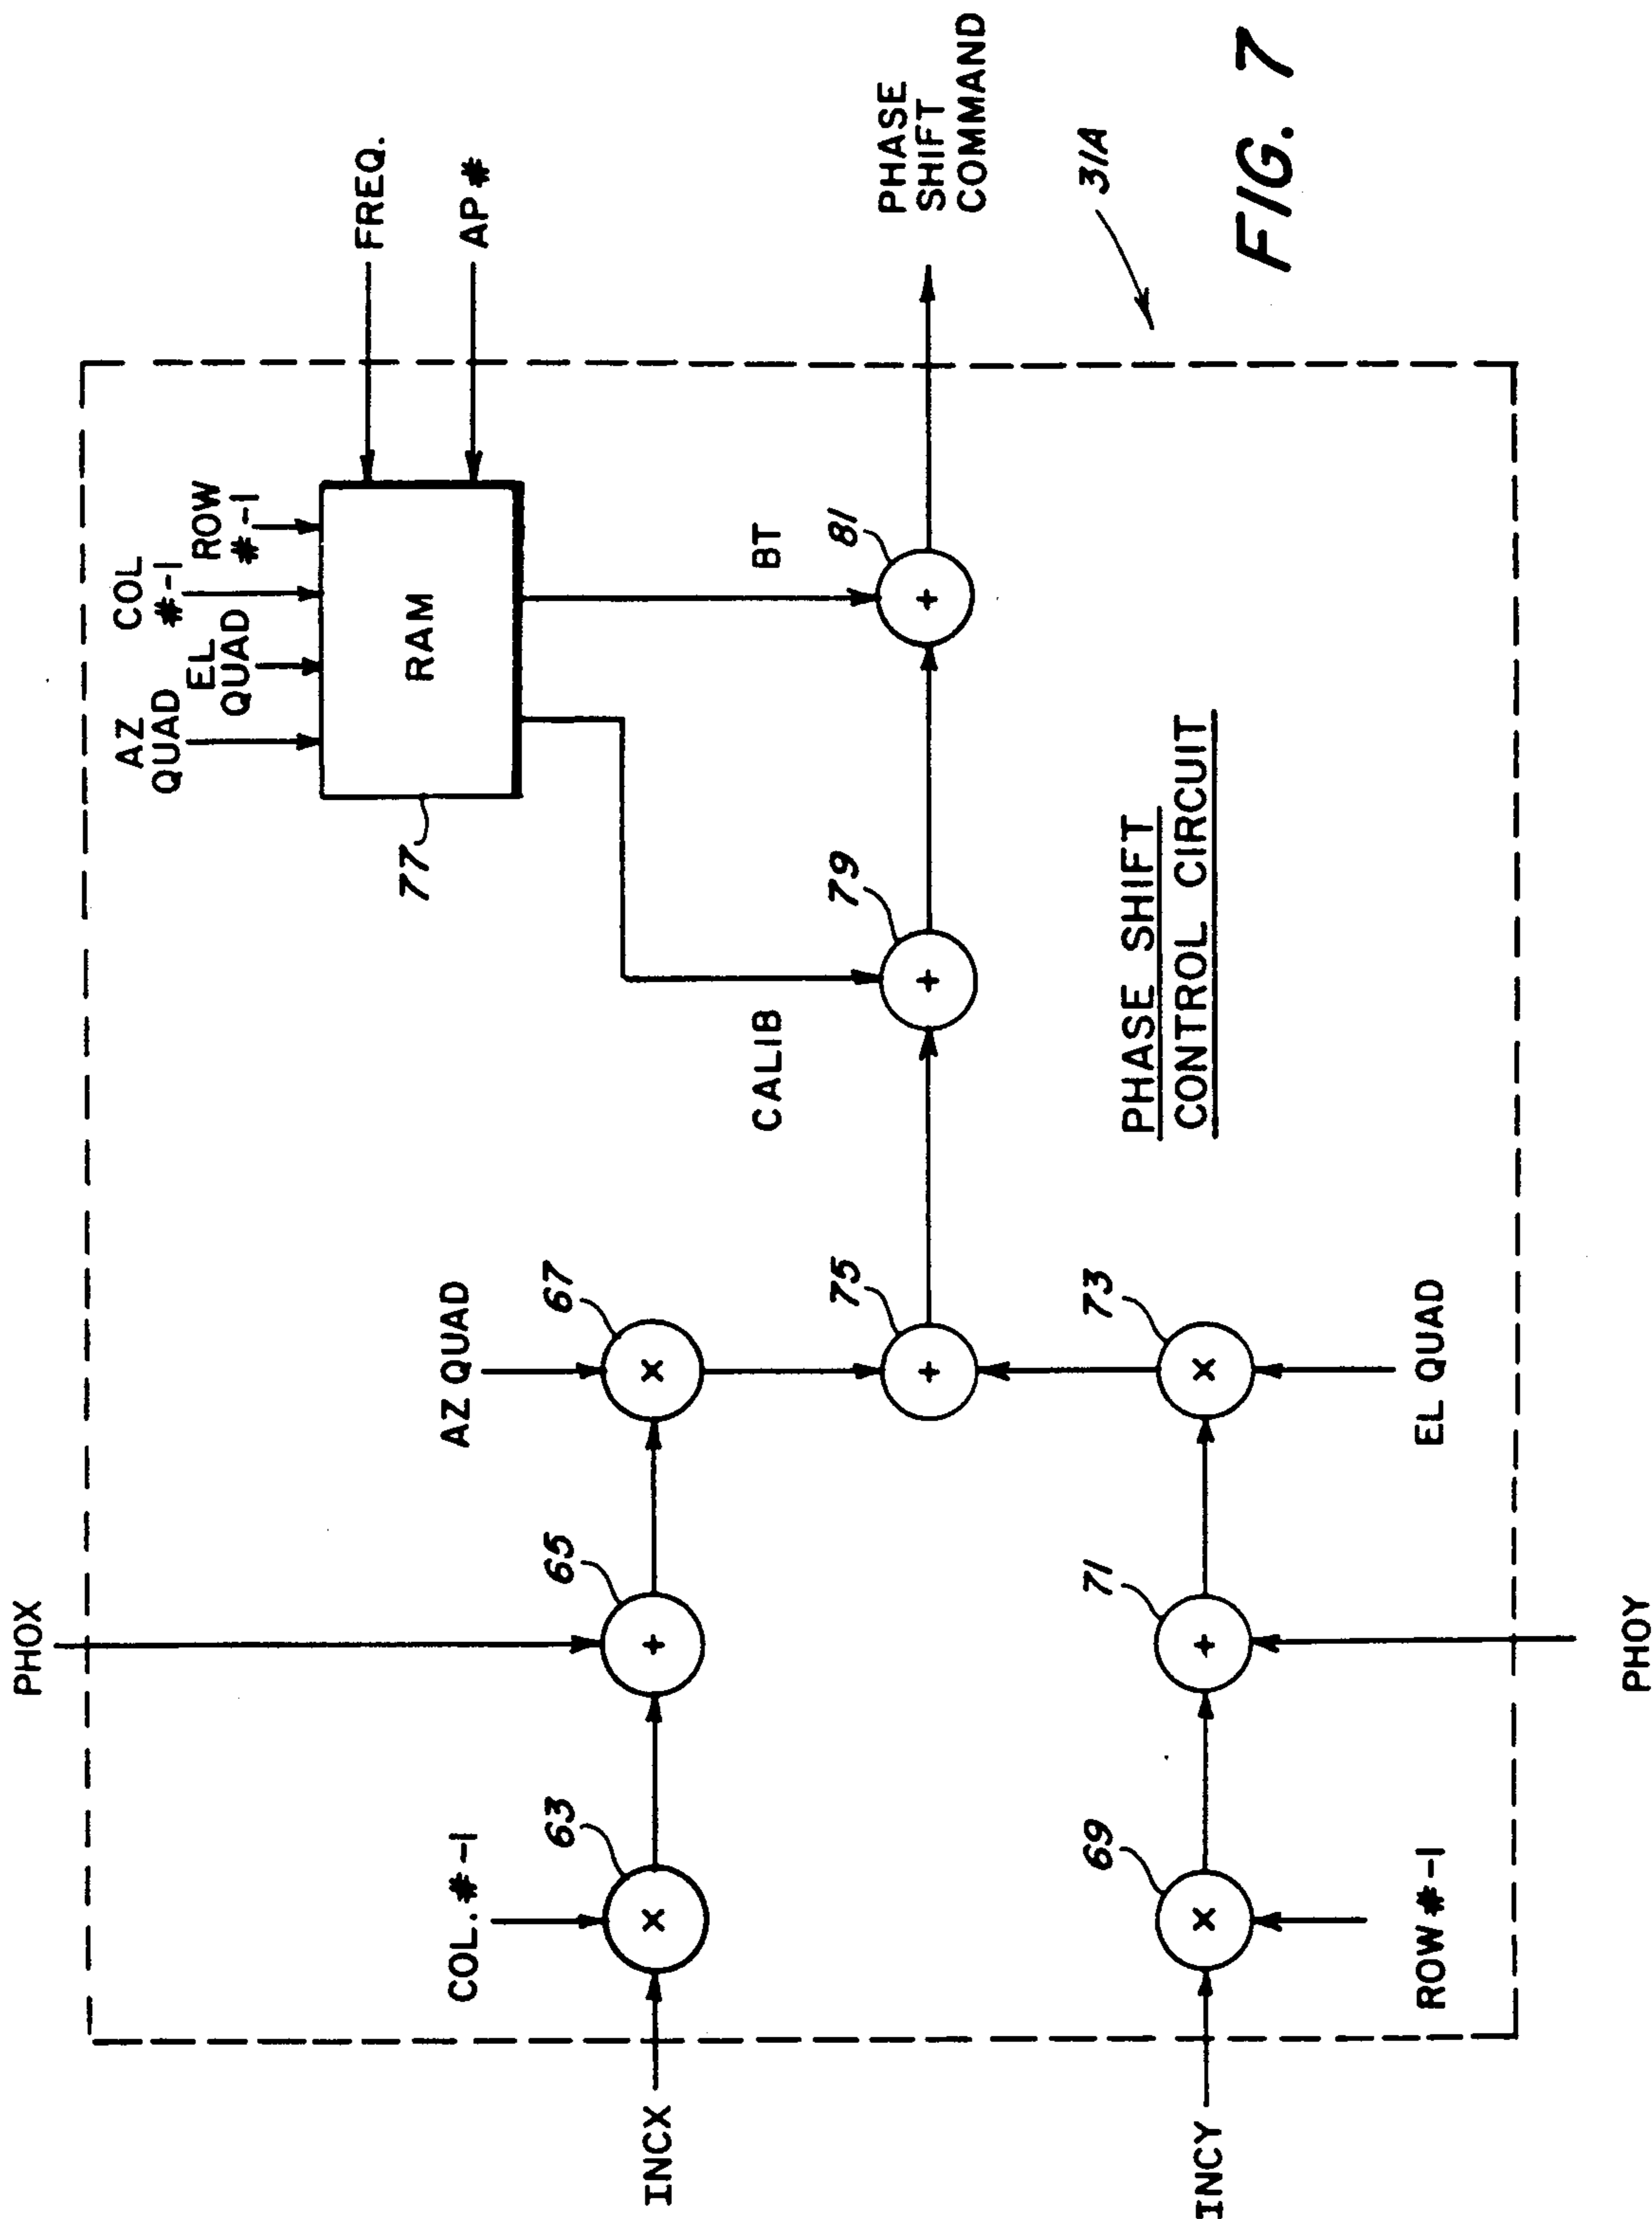 PHOX
COL. #-1
63
65
AZ QUAD
67
INCX
X
+
X
AZ
QUAD
EL
QUAD
COL
#-1
ROW
#-1
77
RAM
FREQ.
AP #
CALIB
BT
75
79
81
+
+
+
PHASE
SHIFT
COMMAND
69
71
73
INCY
X
+
X
ROW #-1
EL QUAD
PHOY
PHASE SHIFT
CONTROL CIRCUIT
31A
FIG. 7